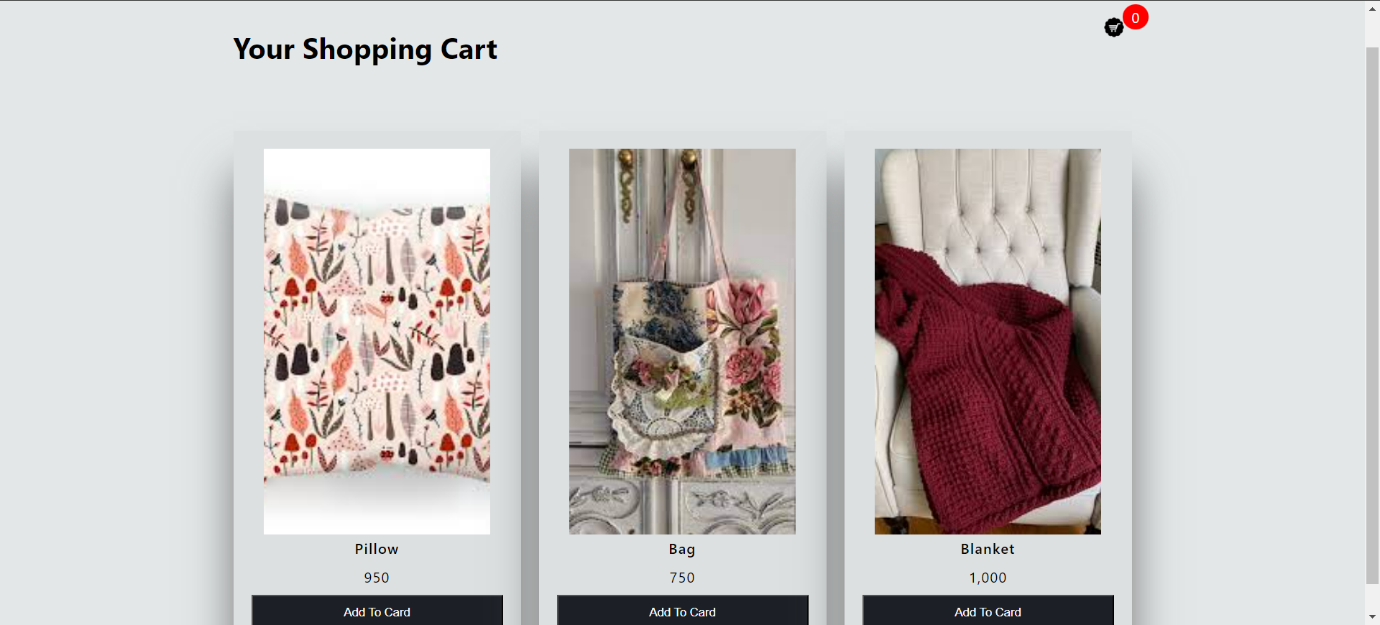 0
Your Shopping Cart
Pillow
950
Add To Card
Bag
750
Add To Card
Blanket
1,000
Add To Card